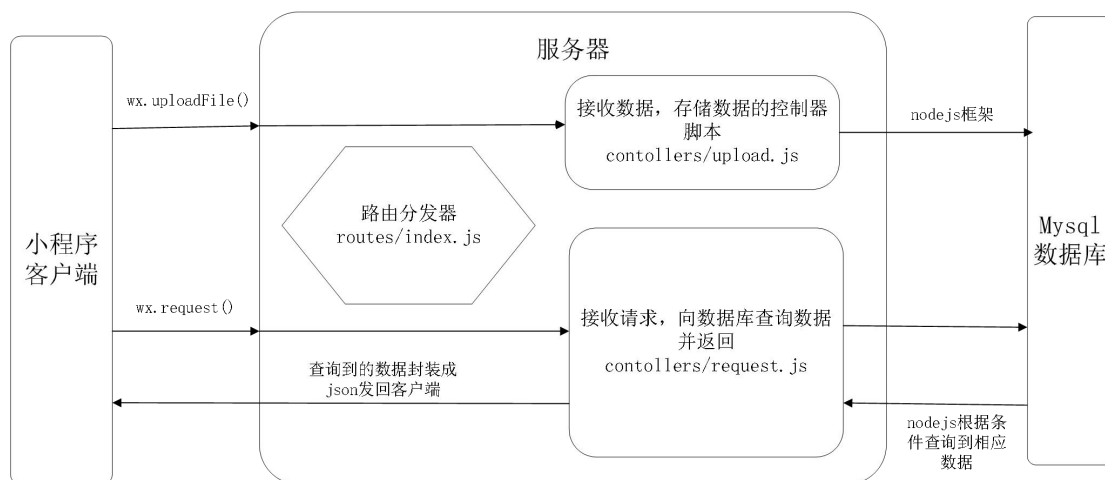 服务器
wx.uploadFile()
接收数据，存储数据的控制器
脚本
contollers/upload.js
nodejs框架
路由分发器
routes/index.js
小程序
客户端
Mysql
数据库
wx.request()
接收请求，向数据库查询数据
并返回
contollers/request.js
查询到的数据封装成
json发回客户端
nodejs根据条
件查询到相应
数据